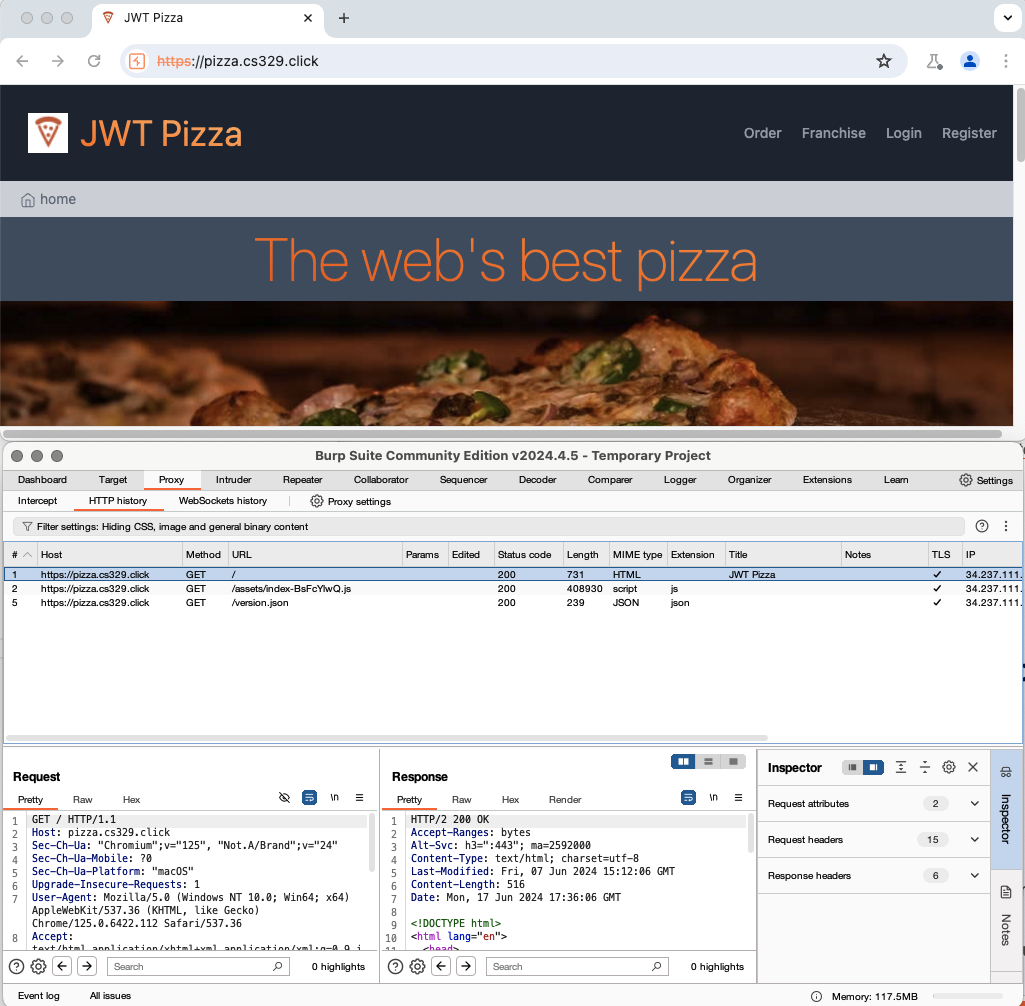 JWT Pizza
https://pizza.cs329.click
JWT Pizza
Order Franchise Login Register
home
The web's best pizza
Burp Suite Community Edition v2024.4.5 - Temporary Project
Dashboard Target Proxy Intruder Repeater Collaborator Sequencer Decoder Comparer Logger Organizer Extensions Learn Settings
Intercept HTTP history WebSockets history Proxy settings
Filter settings: Hiding CSS, image and general binary content
# Host Method URL Params Edited Status code Length MIME type Extension Title Notes TLS IP
1 https://pizza.cs329.click GET / 200 731 HTML JWT Pizza ✓ 34.237.111.
2 https://pizza.cs329.click GET /assets/index-BsFcYlwQ.js 200 408930 script js ✓ 34.237.111.
5 https://pizza.cs329.click GET /version.json 200 239 JSON json ✓ 34.237.111.
Request
Pretty Raw Hex \n
1 GET / HTTP/1.1
2 Host: pizza.cs329.click
3 Sec-Ch-Ua: "Chromium";v="125", "Not.A/Brand";v="24"
4 Sec-Ch-Ua-Mobile: ?0
5 Sec-Ch-Ua-Platform: "macOS"
6 Upgrade-Insecure-Requests: 1
7 User-Agent: Mozilla/5.0 (Windows NT 10.0; Win64; x64)
AppleWebKit/537.36 (KHTML, like Gecko)
Chrome/125.0.6422.112 Safari/537.36
8 Accept:
text/html,application/xhtml+xml,application/xml;q=0.9,i
Search 0 highlights
Response
Pretty Raw Hex Render \n
1 HTTP/2 200 OK
2 Accept-Ranges: bytes
3 Alt-Svc: h3=":443"; ma=2592000
4 Content-Type: text/html; charset=utf-8
5 Last-Modified: Fri, 07 Jun 2024 15:12:06 GMT
6 Content-Length: 516
7 Date: Mon, 17 Jun 2024 17:36:06 GMT
8
9 <!DOCTYPE html>
10 <html lang="en">
11 <head>
Search 0 highlights
Inspector
Request attributes 2
Request headers 15
Response headers 6
Inspector
Notes
Event log All issues Memory: 117.5MB